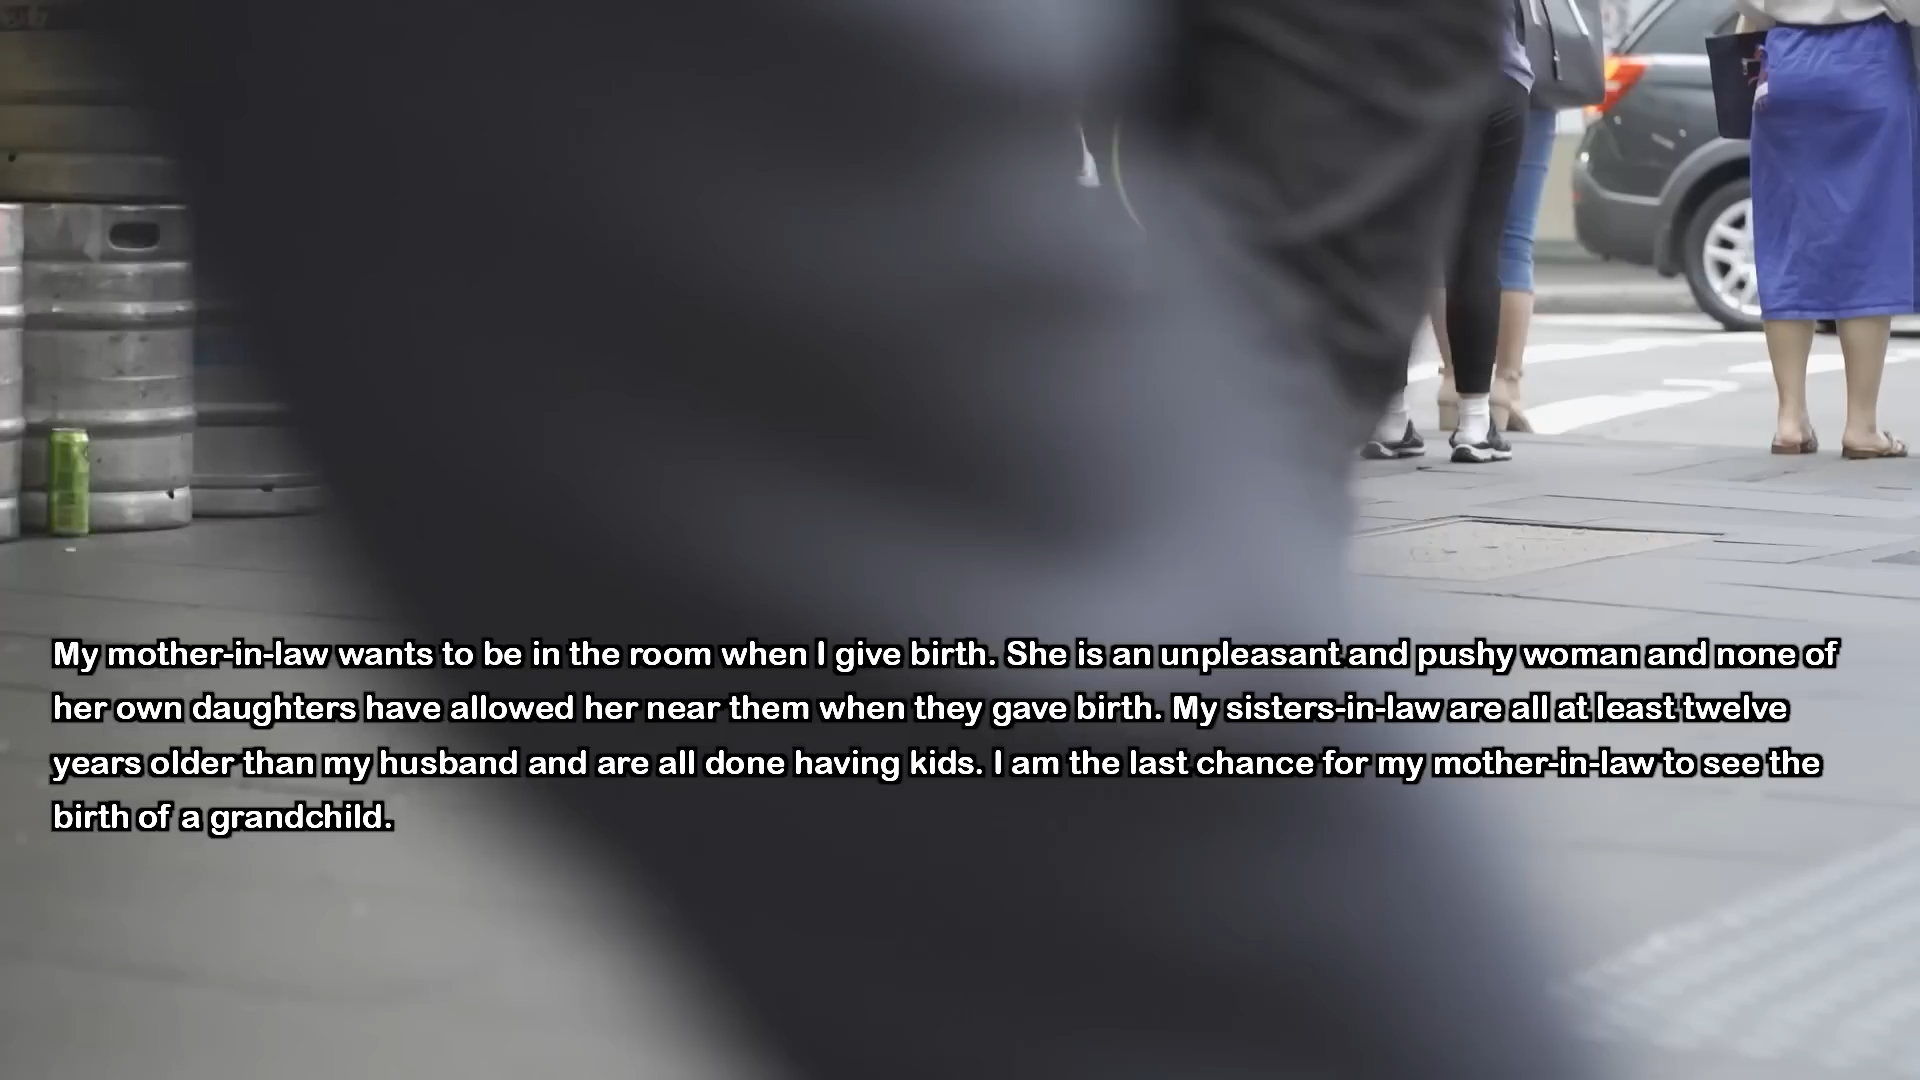 My mother-in-law wants to be in the room when I give birth. She is an unpleasant and pushy woman and none of
her own daughters have allowed her near them when they gave birth. My sisters-in-law are all at least twelve
years older than my husband and are all done having kids. I am the last chance for my mother-in-law to see the
birth of a grandchild.